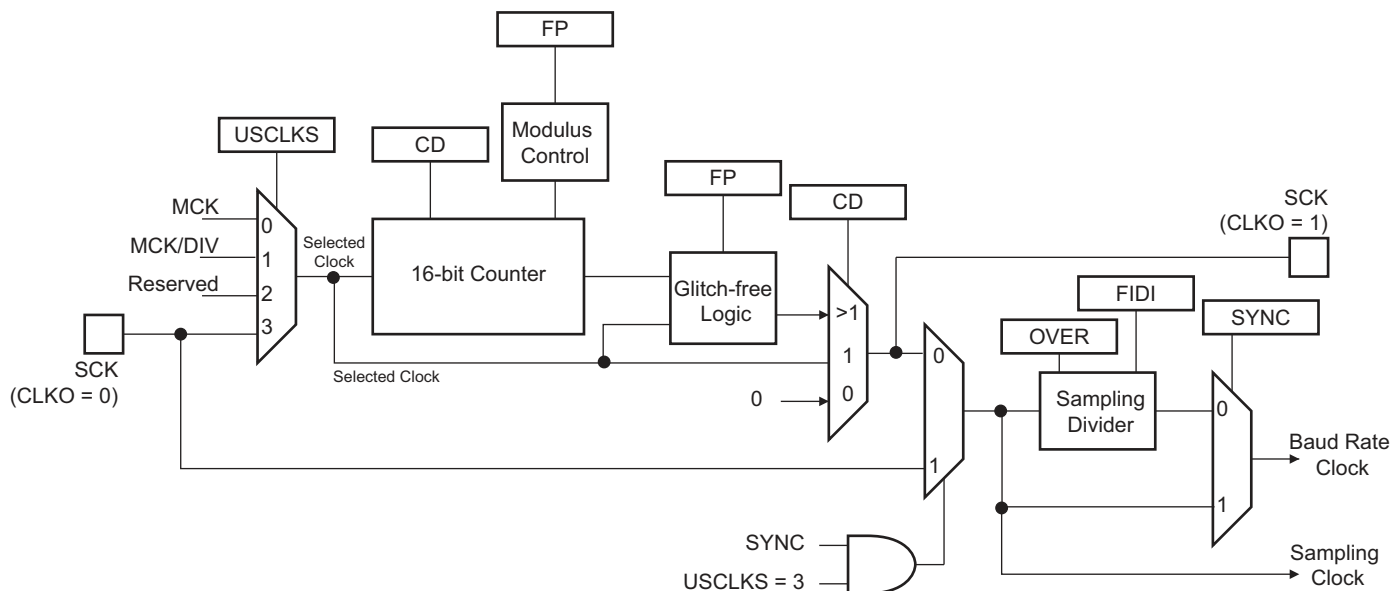 FP
USCLKS
CD
Modulus
Control
FP
CD
SCK
(CLKO = 1)
MCK
MCK/DIV
Reserved
0
1
2
3
Selected
Clock
16-bit Counter
Glitch-free
Logic
>1
1
0
0
SCK
(CLKO = 0)
Selected Clock
0
1
FIDI
OVER
SYNC
Sampling
Divider
0
1
Baud Rate
Clock
SYNC
USCLKS = 3
Sampling
Clock